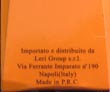 Importato e distribuito da
Leri Group s.r.l.
Via Ferrante Imparato n°190
Napoli(Italy)
Made in P.R.C.